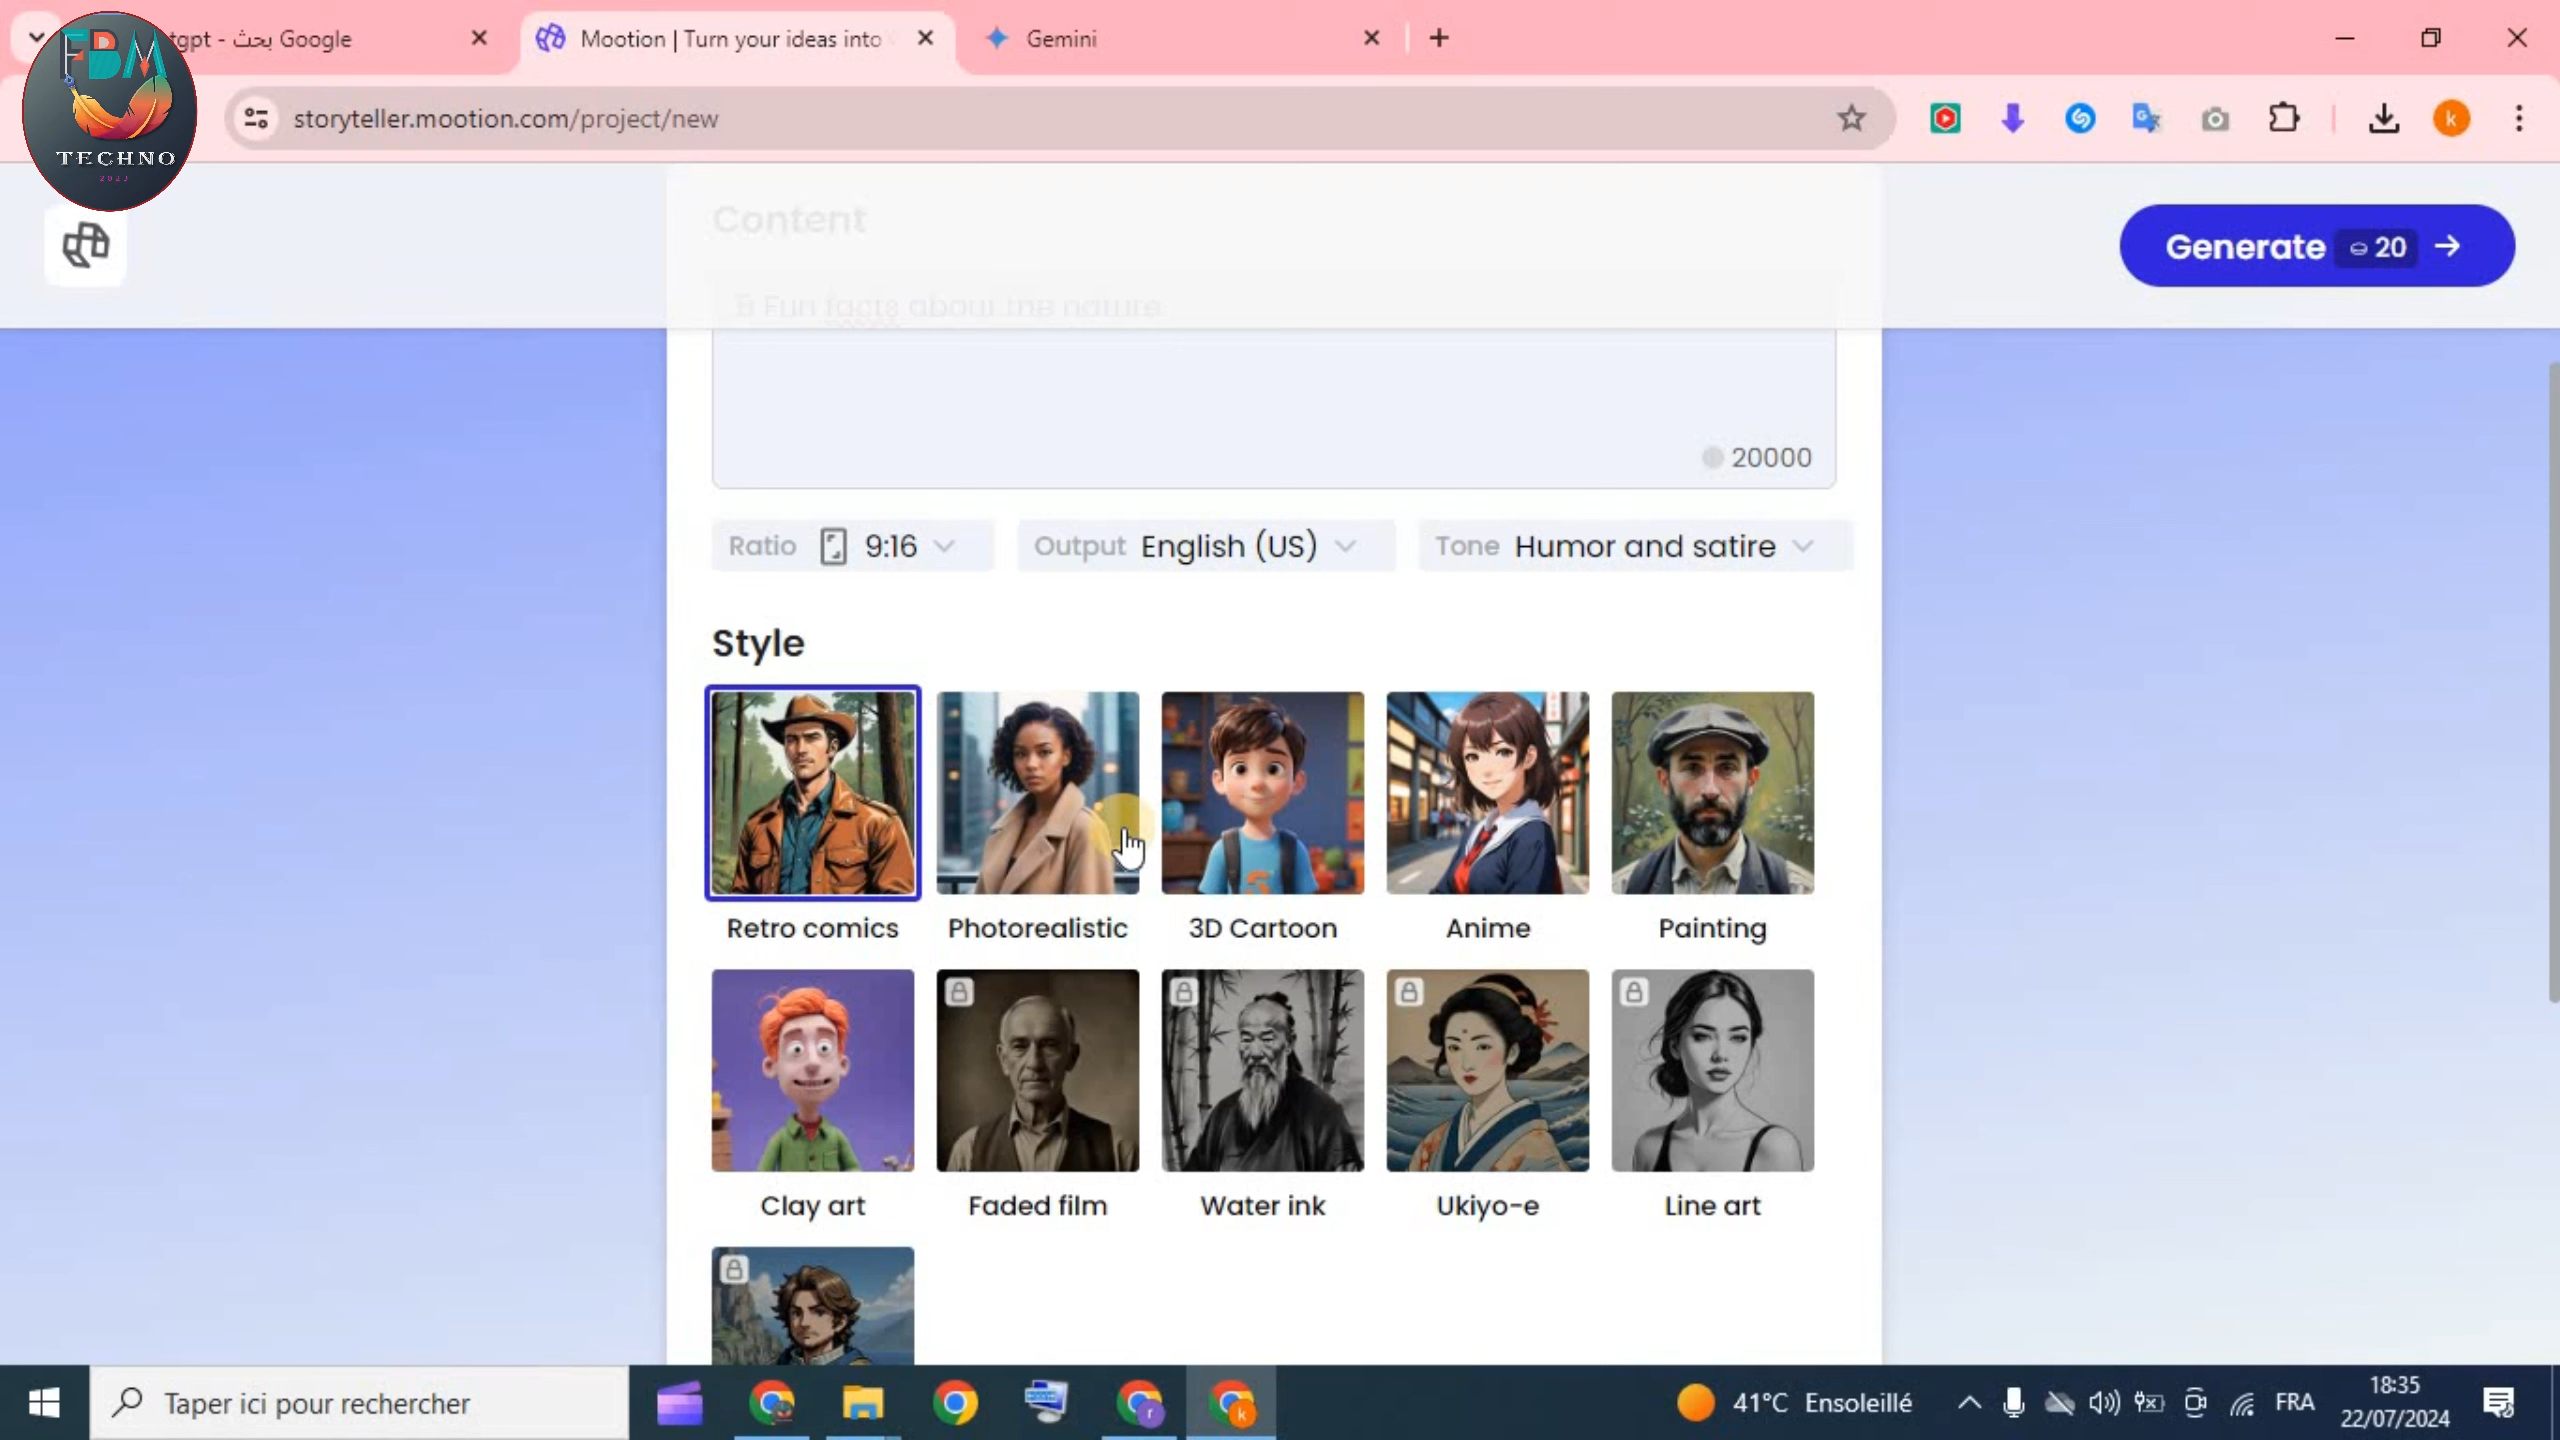 tgpt - بحث Google
Mootion | Turn your ideas into
Gemini
FBM
TECHNO
2023
storyteller.mootion.com/project/new
k
Content
Generate 20
Fun facts about the nature
20000
Ratio 9:16
Output English (US)
Tone Humor and satire
Style
Retro comics
Photorealistic
3D Cartoon
Anime
Painting
Clay art
Faded film
Water ink
Ukiyo-e
Line art
Taper ici pour rechercher
r
k
41°C Ensoleillé
FRA
18:35
22/07/2024